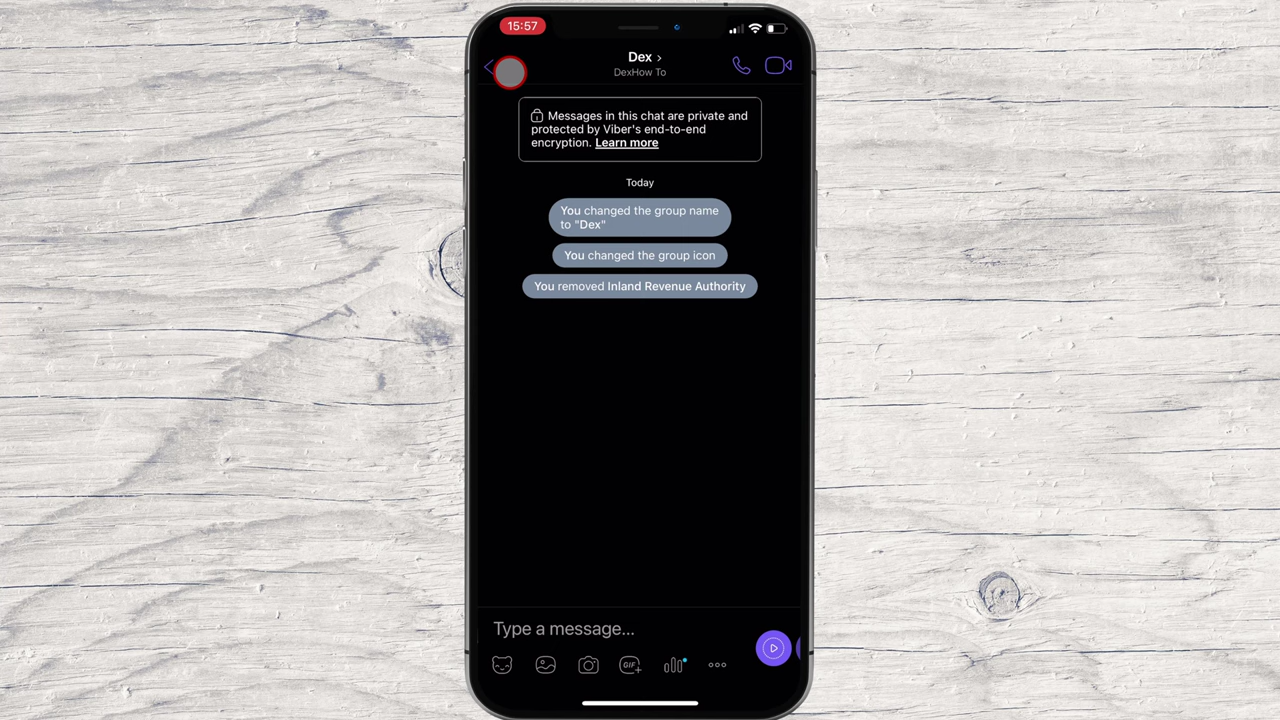 15:57
Dex ›
DexHow To
Messages in this chat are private and
protected by Viber's end-to-end
encryption. Learn more
Today
You changed the group name
to "Dex"
You changed the group icon
You removed Inland Revenue Authority
Type a message...
GIF